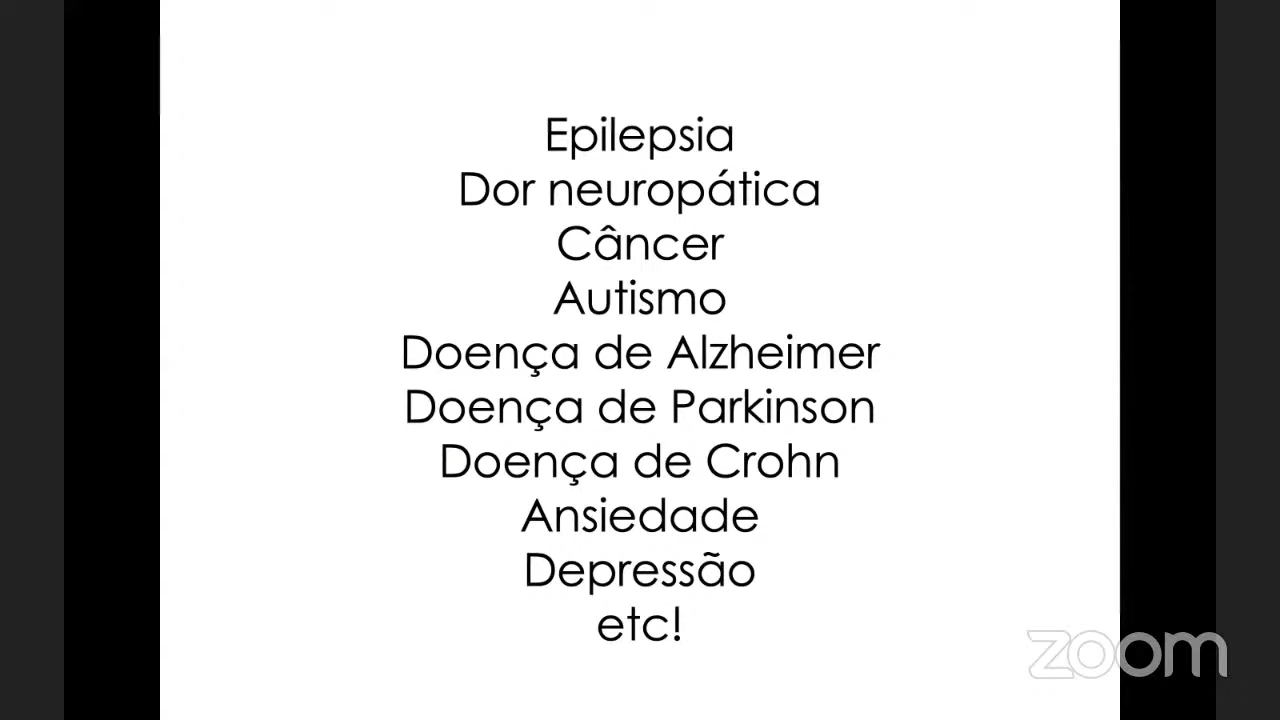 Epilepsia
Dor neuropática
Câncer
Autismo
Doença de Alzheimer
Doença de Parkinson
Doença de Crohn
Ansiedade
Depressão
etc!
zoom